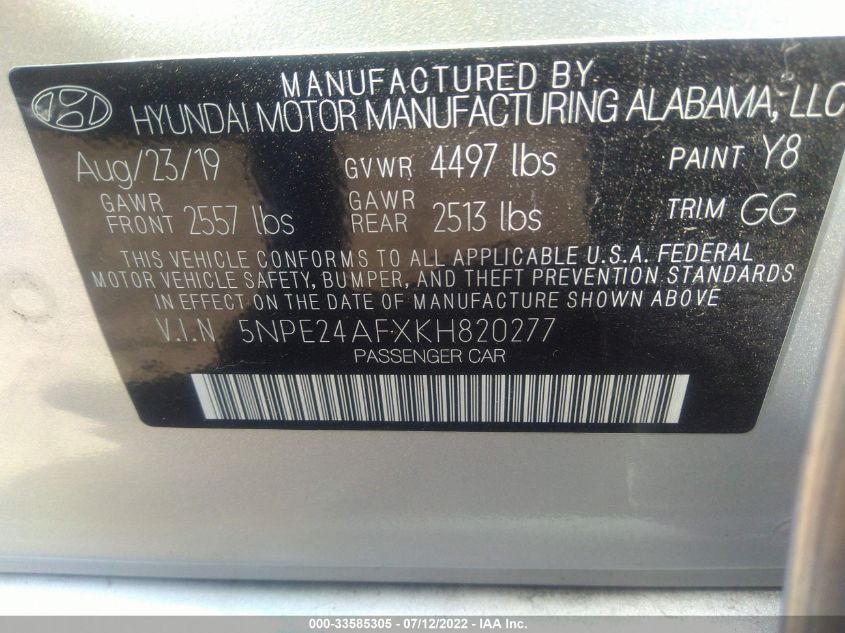 MANUFACTURED BY
HYUNDAI MOTOR MANUFACTURING ALABAMA, LLC
Aug/23/19 GVWR 4497 lbs PAINT Y8
GAWR FRONT 2557 lbs GAWR REAR 2513 lbs TRIM GG
THIS VEHICLE CONFORMS TO ALL APPLICABLE U.S.A. FEDERAL
MOTOR VEHICLE SAFETY, BUMPER, AND THEFT PREVENTION STANDARDS
IN EFFECT ON THE DATE OF MANUFACTURE SHOWN ABOVE
V.I.N 5NPE24AFXKH820277
PASSENGER CAR
000-33585305 - 07/12/2022 - IAA Inc.